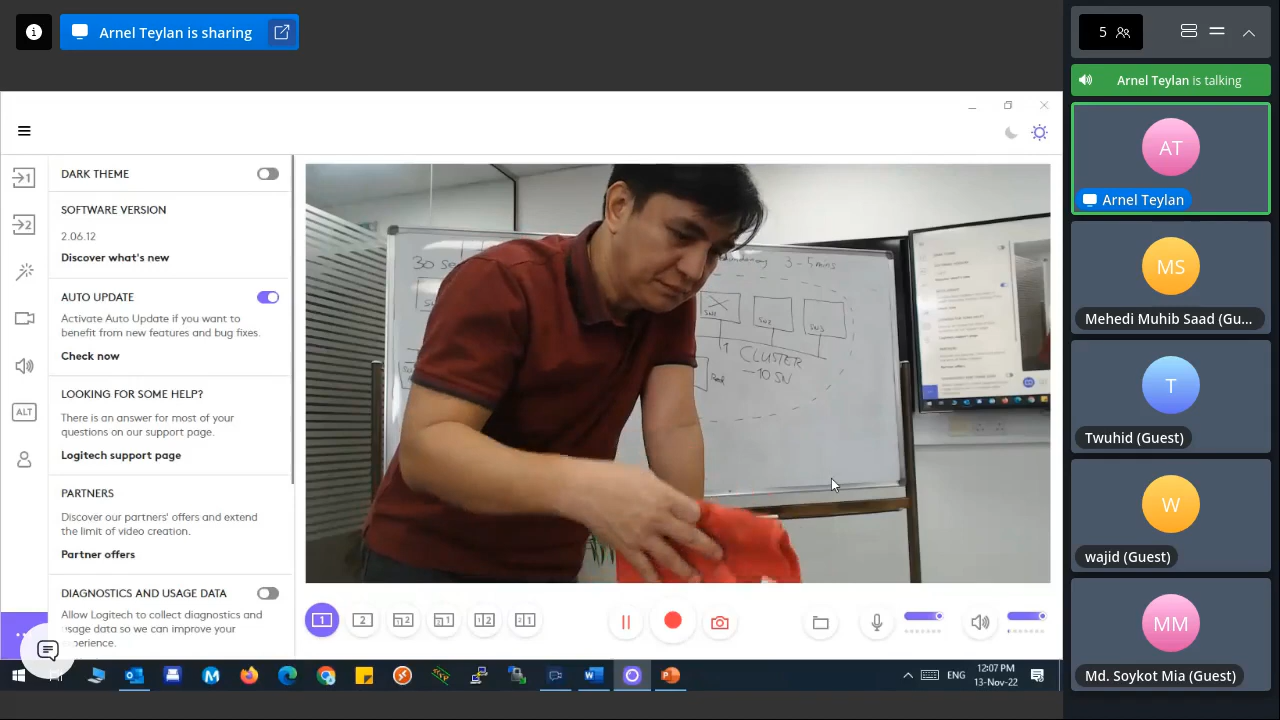 Arnel Teylan is sharing
5
Arnel Teylan is talking
AT
Arnel Teylan
MS
Mehedi Muhib Saad (Gu...
T
Twuhid (Guest)
W
wajid (Guest)
MM
Md. Soykot Mia (Guest)
DARK THEME
SOFTWARE VERSION
2.06.12
Discover what's new
AUTO UPDATE
Activate Auto Update if you want to
benefit from new features and bug fixes.
Check now
LOOKING FOR SOME HELP?
There is an answer for most of your
questions on our support page.
Logitech support page
PARTNERS
Discover our partners' offers and extend
the limit of video creation.
Partner offers
DIAGNOSTICS AND USAGE DATA
Allow Logitech to collect diagnostics and
usage data so we can improve your
experience.
ALT
30
3-5 mins
SN2
SN3
1 CLUSTER
-10 SN
ENG
12:07 PM
13-Nov-22